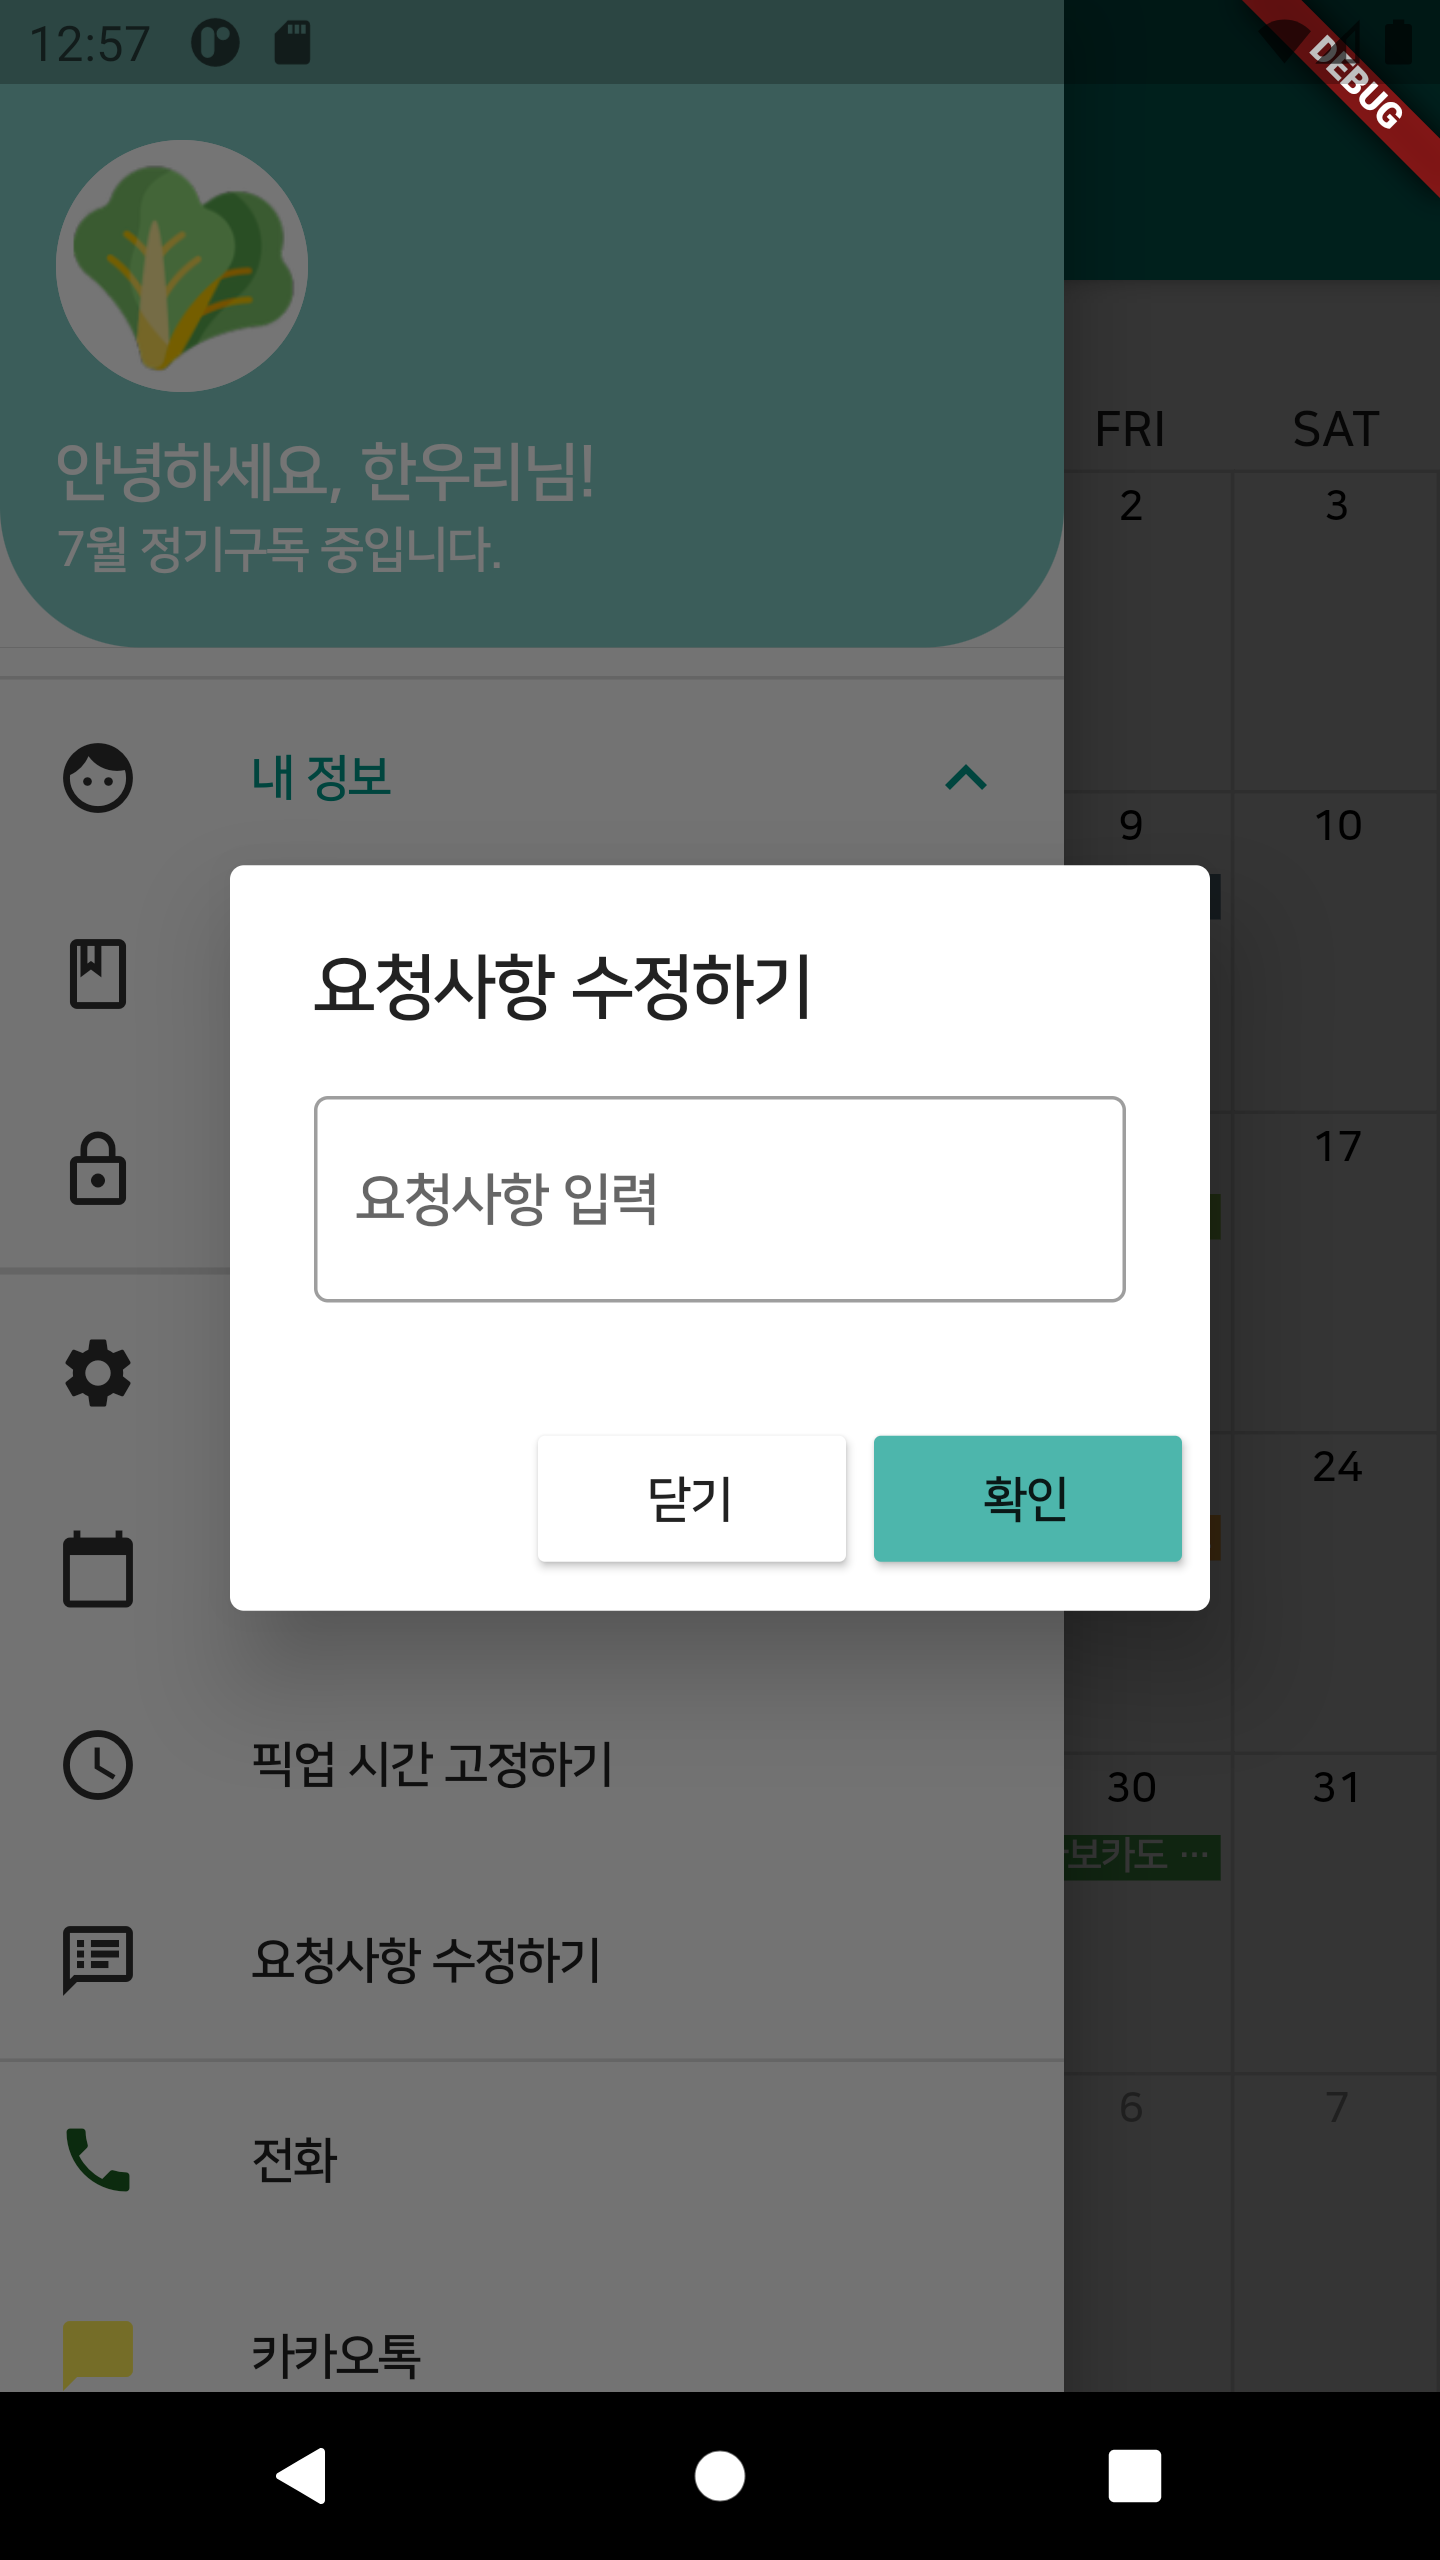 12:57
DEBUG
안녕하세요, 한우리님!
7월 정기구독 중입니다.
FRI SAT
2 3
내 정보
9 10
요청사항 수정하기
17
요청사항 입력
24
닫기 확인
픽업 시간 고정하기
30 31
보카도 ...
요청사항 수정하기
6 7
전화
카카오톡